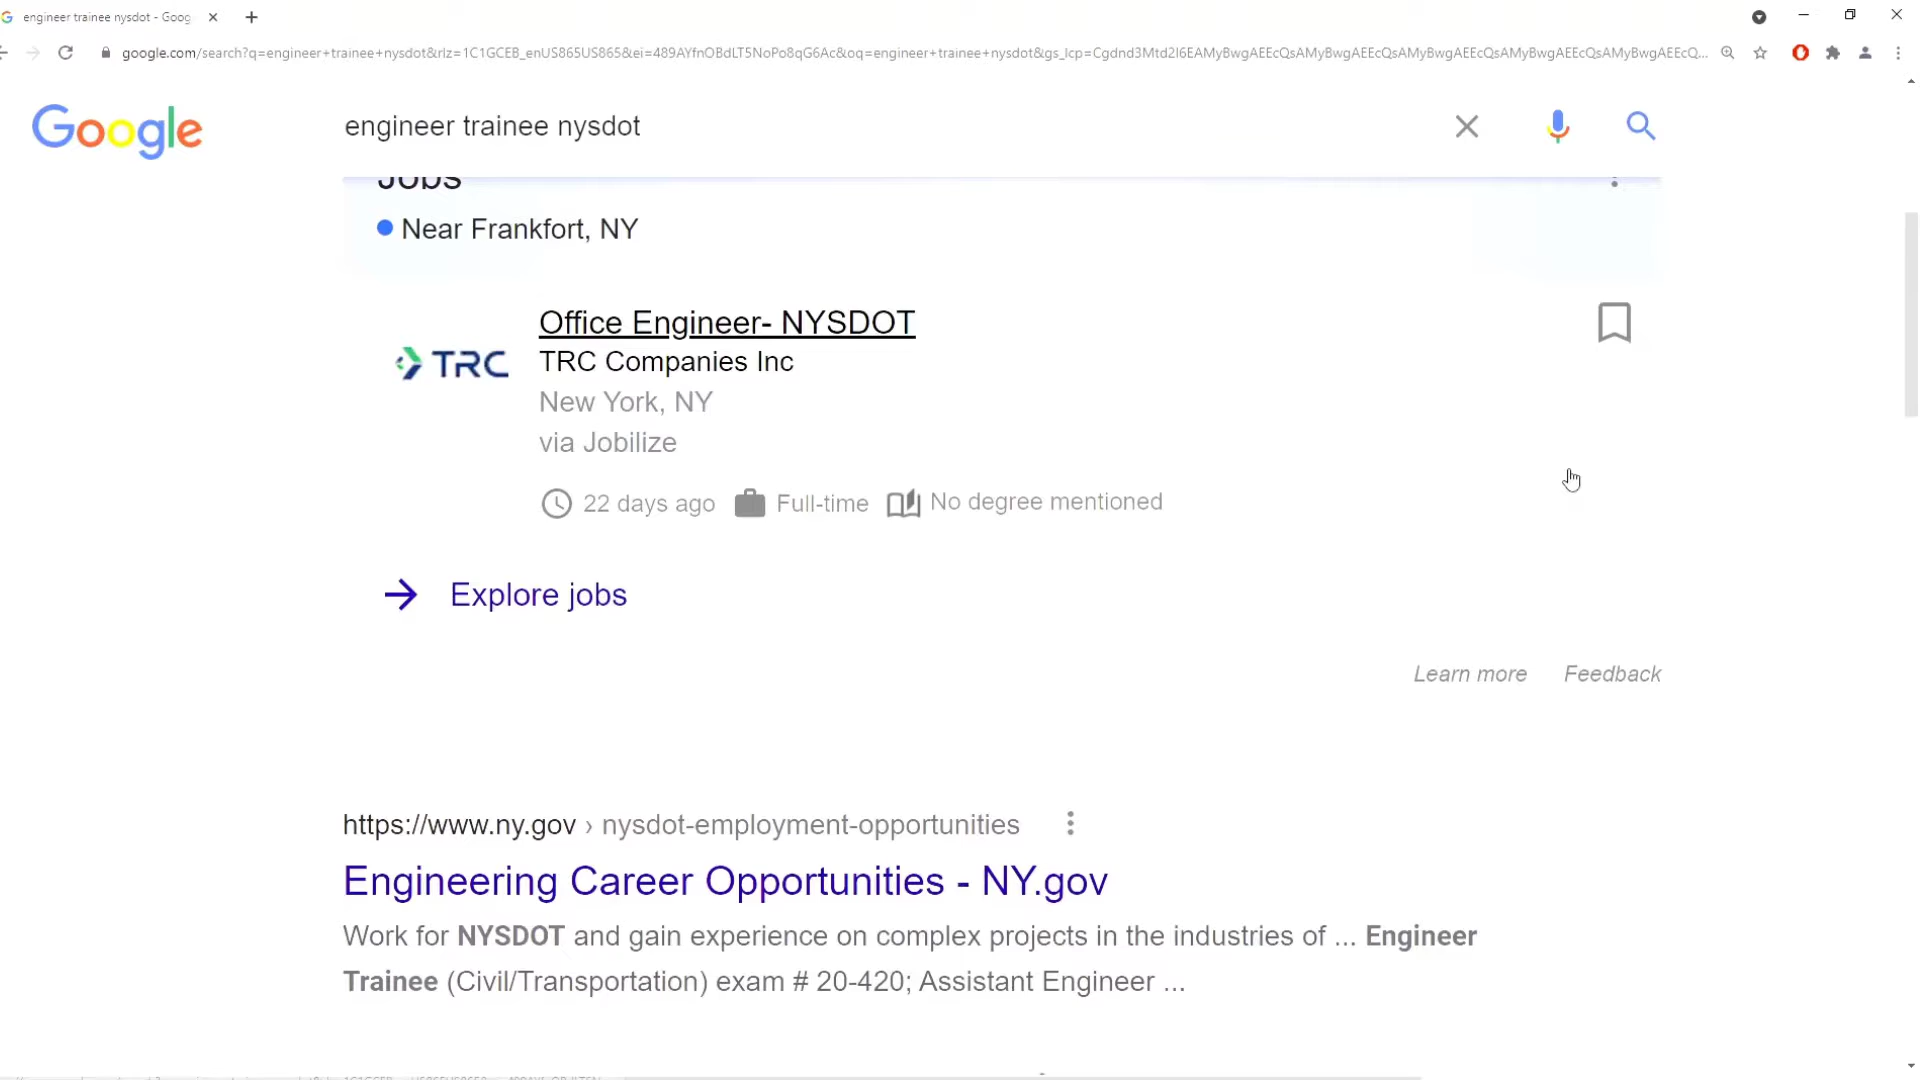 engineer trainee nysdot - Goog
google.com/search?q=engineer+trainee+nysdot&rlz=1C1GCEB_enUS865US865&ei=489AYfnOBdLT5NoPo8qG6Ac&oq=engineer+trainee+nysdot&gs_lcp=Cgdnd3Mtd2l6EAMyBwgAEEcQsAMyBwgAEEcQsAMyBwgAEEcQsAMyBwgAEEcQsAMyBwgAEEcQsAMyBwgAEEcQ...
Google
engineer trainee nysdot
Jobs
Near Frankfort, NY
Office Engineer- NYSDOT
TRC
TRC Companies Inc
New York, NY
via Jobilize
22 days ago Full-time No degree mentioned
Explore jobs
Learn more Feedback
https://www.ny.gov › nysdot-employment-opportunities
Engineering Career Opportunities - NY.gov
Work for NYSDOT and gain experience on complex projects in the industries of ... Engineer
Trainee (Civil/Transportation) exam # 20-420; Assistant Engineer ...